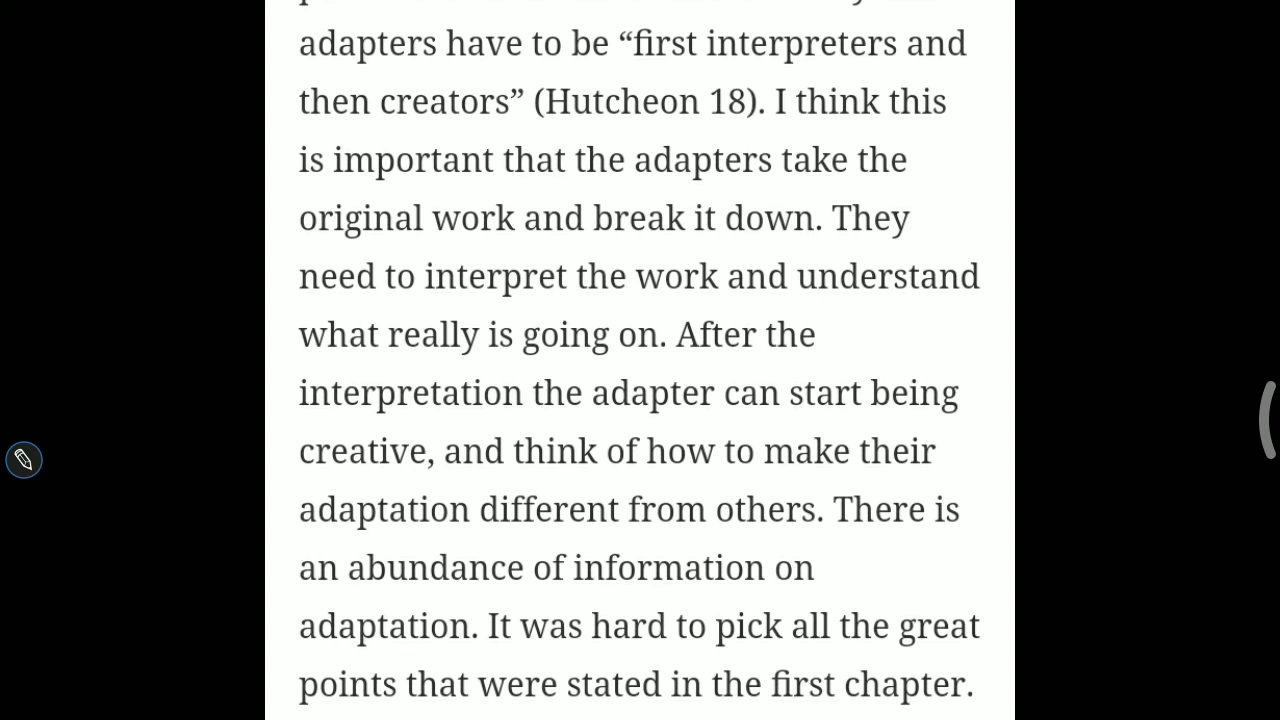 adapters have to be “first interpreters and
then creators” (Hutcheon 18). I think this
is important that the adapters take the
original work and break it down. They
need to interpret the work and understand
what really is going on. After the
interpretation the adapter can start being
creative, and think of how to make their
adaptation different from others. There is
an abundance of information on
adaptation. It was hard to pick all the great
points that were stated in the first chapter.